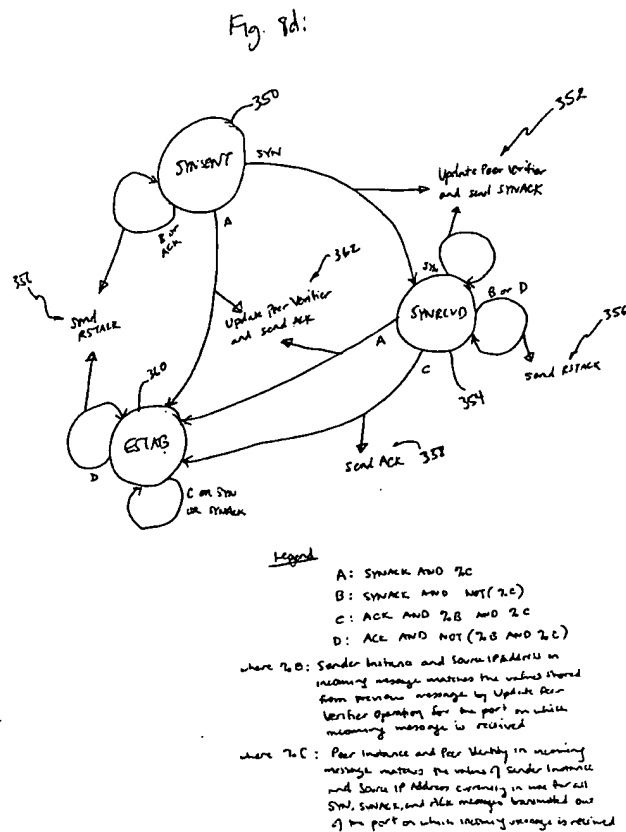 Fig. 8d:
350
352
SYNSENT
SYN
Update Peer Verifier
and send SYNACK
B or
ACK
A
362
SYN
B or D
356
Send
RSTACK
Update Peer Verifier
and send ACK
SYNRCVD
A
C
356
send RSTACK
360
354
ESTAB
D
send ACK
358
C or SYN
or SYNACK
Legend
A: SYNACK AND %C
B: SYNACK AND NOT(%C)
C: ACK AND %B AND %C
D: ACK AND NOT(%B AND %C)
where %B: Sender Instance and Source IP Address in
incoming message matches the values stored
from previous message by Update Peer
Verifier Operation for the port on which
incoming message is received
where %C: Peer Instance and Peer Identity in incoming
message matches the values of Sender Instance
and Source IP Address currently in use for all
SYN, SYNACK, and ACK messages transmitted out
of the port on which incoming message is received